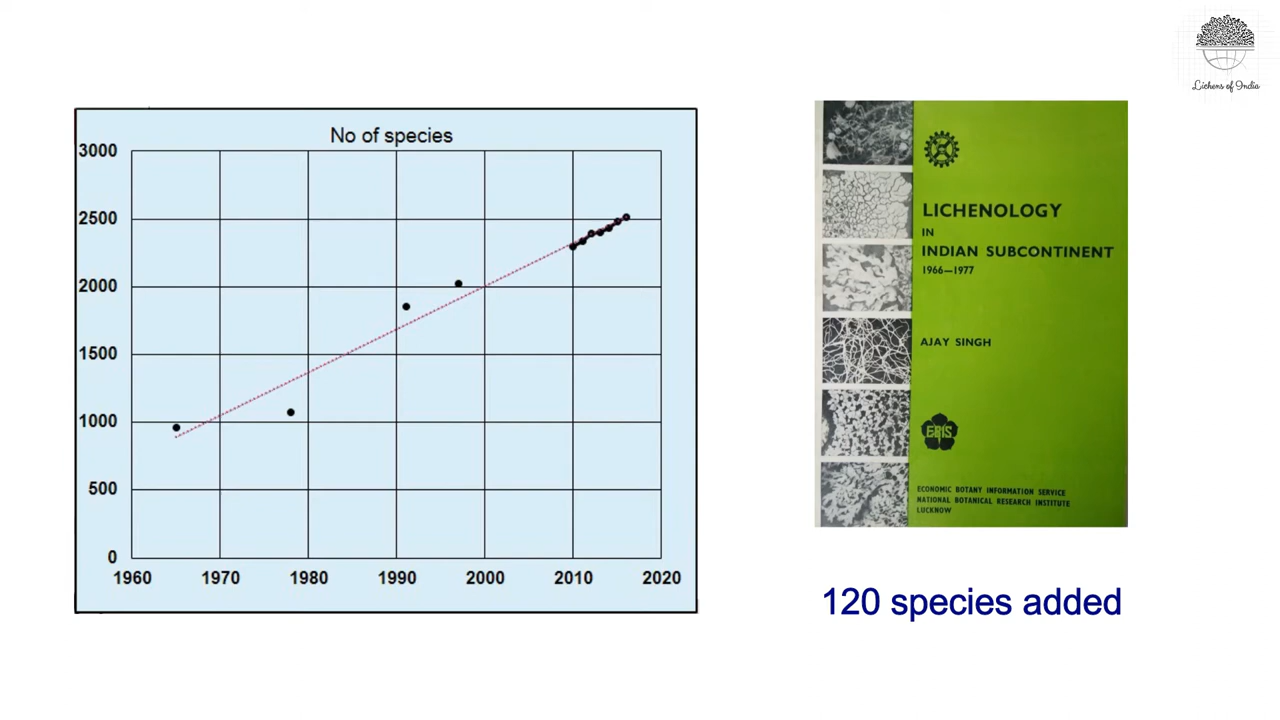 Lichens of India
No of species
3000
2500
2000
1500
1000
500
0
1960 1970 1980 1990 2000 2010 2020
LICHENOLOGY
IN
INDIAN SUBCONTINENT
1966—1977
AJAY SINGH
EBIS
ECONOMIC BOTANY INFORMATION SERVICE
NATIONAL BOTANICAL RESEARCH INSTITUTE
LUCKNOW
120 species added